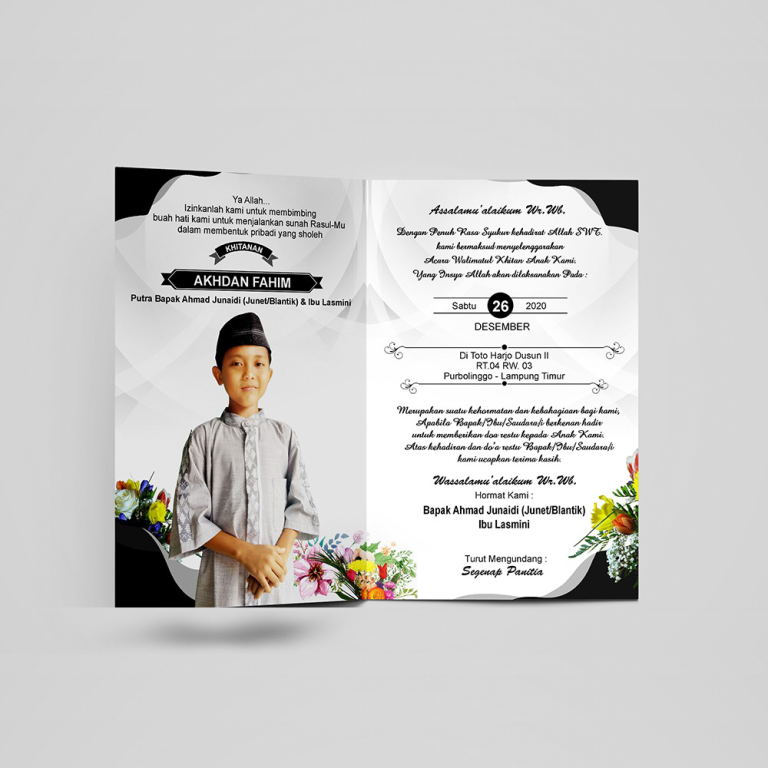 Ya Allah...
Izinkanlah kami untuk membimbing
buah hati kami untuk menjalankan sunah Rasul-Mu
dalam membentuk pribadi yang sholeh
KHITANAN
AKHDAN FAHIM
Putra Bapak Ahmad Junaidi (Junet/Blantik) & Ibu Lasmini
Assalamu'alaikum Wr.Wb.
Dengan Penuh Rasa Syukur kehadirat Allah SWT.
kami bermaksud menyelenggarakan
Acara Walimatul Khitan Anak Kami.
Yang Insya Allah akan dilaksanakan Pada :
Sabtu 26 2020
DESEMBER
Di Toto Harjo Dusun II
RT.04 RW. 03
Purbolinggo - Lampung Timur
Merupakan suatu kehormatan dan kebahagiaan bagi kami,
Apabila Bapak/Ibu/Saudara/i berkenan hadir
untuk memberikan doa restu kepada Anak Kami.
Atas kehadiran dan do'a restu Bapak/Ibu/Saudara/i
kami ucapkan terima kasih.
Wassalamu'alaikum Wr.Wb.
Hormat Kami :
Bapak Ahmad Junaidi (Junet/Blantik)
Ibu Lasmini
Turut Mengundang :
Segenap Panitia